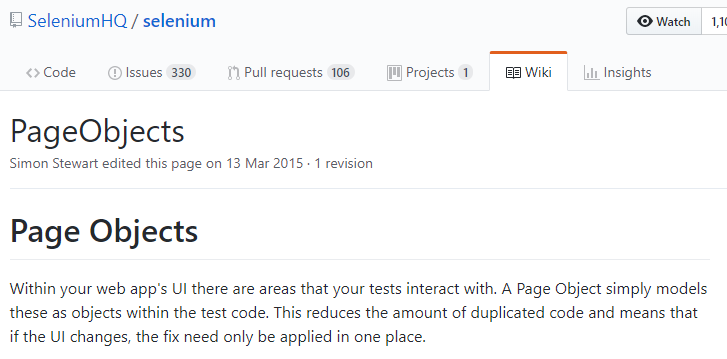 SeleniumHQ / selenium
Watch 1,10
Code Issues 330 Pull requests 106 Projects 1 Wiki Insights
PageObjects
Simon Stewart edited this page on 13 Mar 2015 · 1 revision
Page Objects
Within your web app's UI there are areas that your tests interact with. A Page Object simply models
these as objects within the test code. This reduces the amount of duplicated code and means that
if the UI changes, the fix need only be applied in one place.